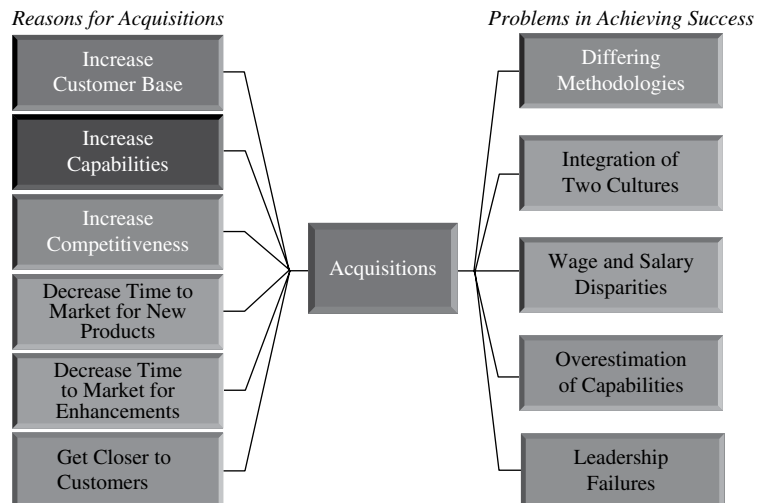 Reasons for Acquisitions
Increase
Customer Base
Increase
Capabilities
Increase
Competitiveness
Decrease Time to
Market for New
Products
Decrease Time
to Market for
Enhancements
Get Closer to
Customers
Acquisitions
Problems in Achieving Success
Differing
Methodologies
Integration of
Two Cultures
Wage and Salary
Disparities
Overestimation
of Capabilities
Leadership
Failures